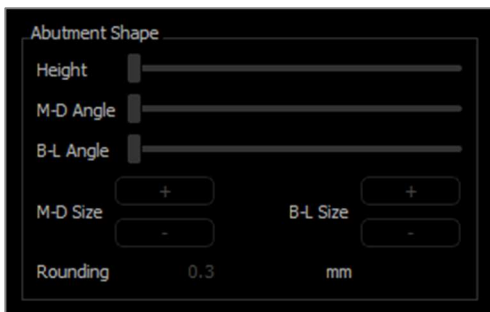 Abutment Shape
Height
M-D Angle
B-L Angle
+ +
M-D Size B-L Size
- -
Rounding 0.3 mm